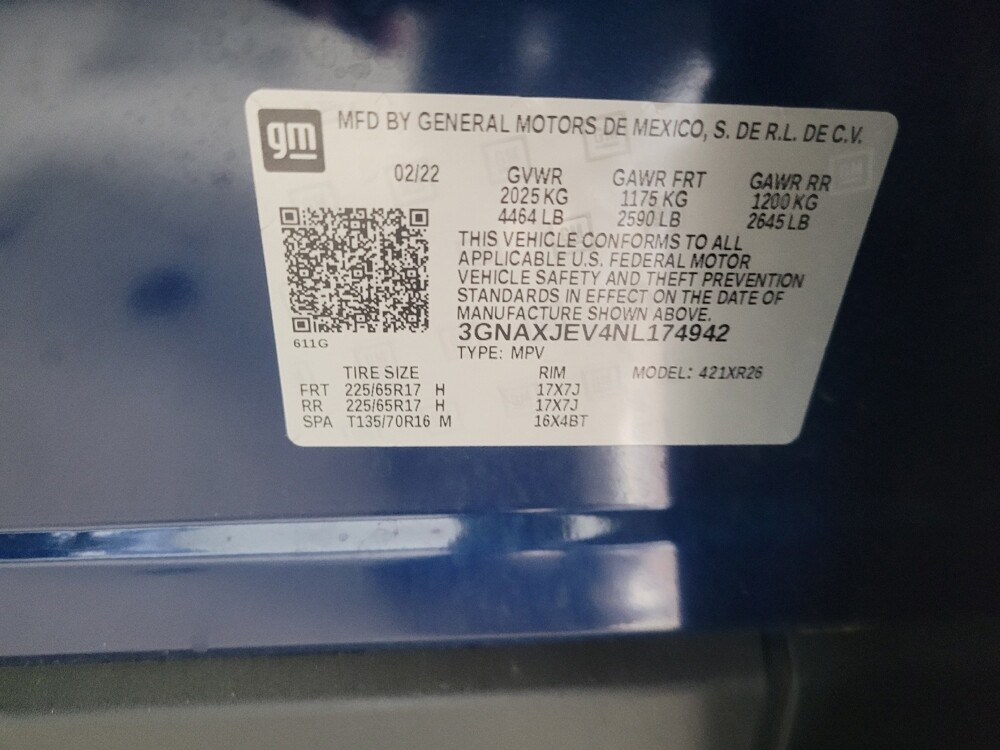 gm
MFD BY GENERAL MOTORS DE MEXICO, S. DE R.L. DE C.V.
02/22 GVWR GAWR FRT GAWR RR
2025 KG 1175 KG 1200 KG
4464 LB 2590 LB 2645 LB
THIS VEHICLE CONFORMS TO ALL
APPLICABLE U.S. FEDERAL MOTOR
VEHICLE SAFETY AND THEFT PREVENTION
STANDARDS IN EFFECT ON THE DATE OF
MANUFACTURE SHOWN ABOVE.
3GNAXJEV4NL174942
611G
TYPE: MPV
TIRE SIZE RIM MODEL: 421XR26
FRT 225/65R17 H 17X7J
RR 225/65R17 H 17X7J
SPA T135/70R16 M 16X4BT